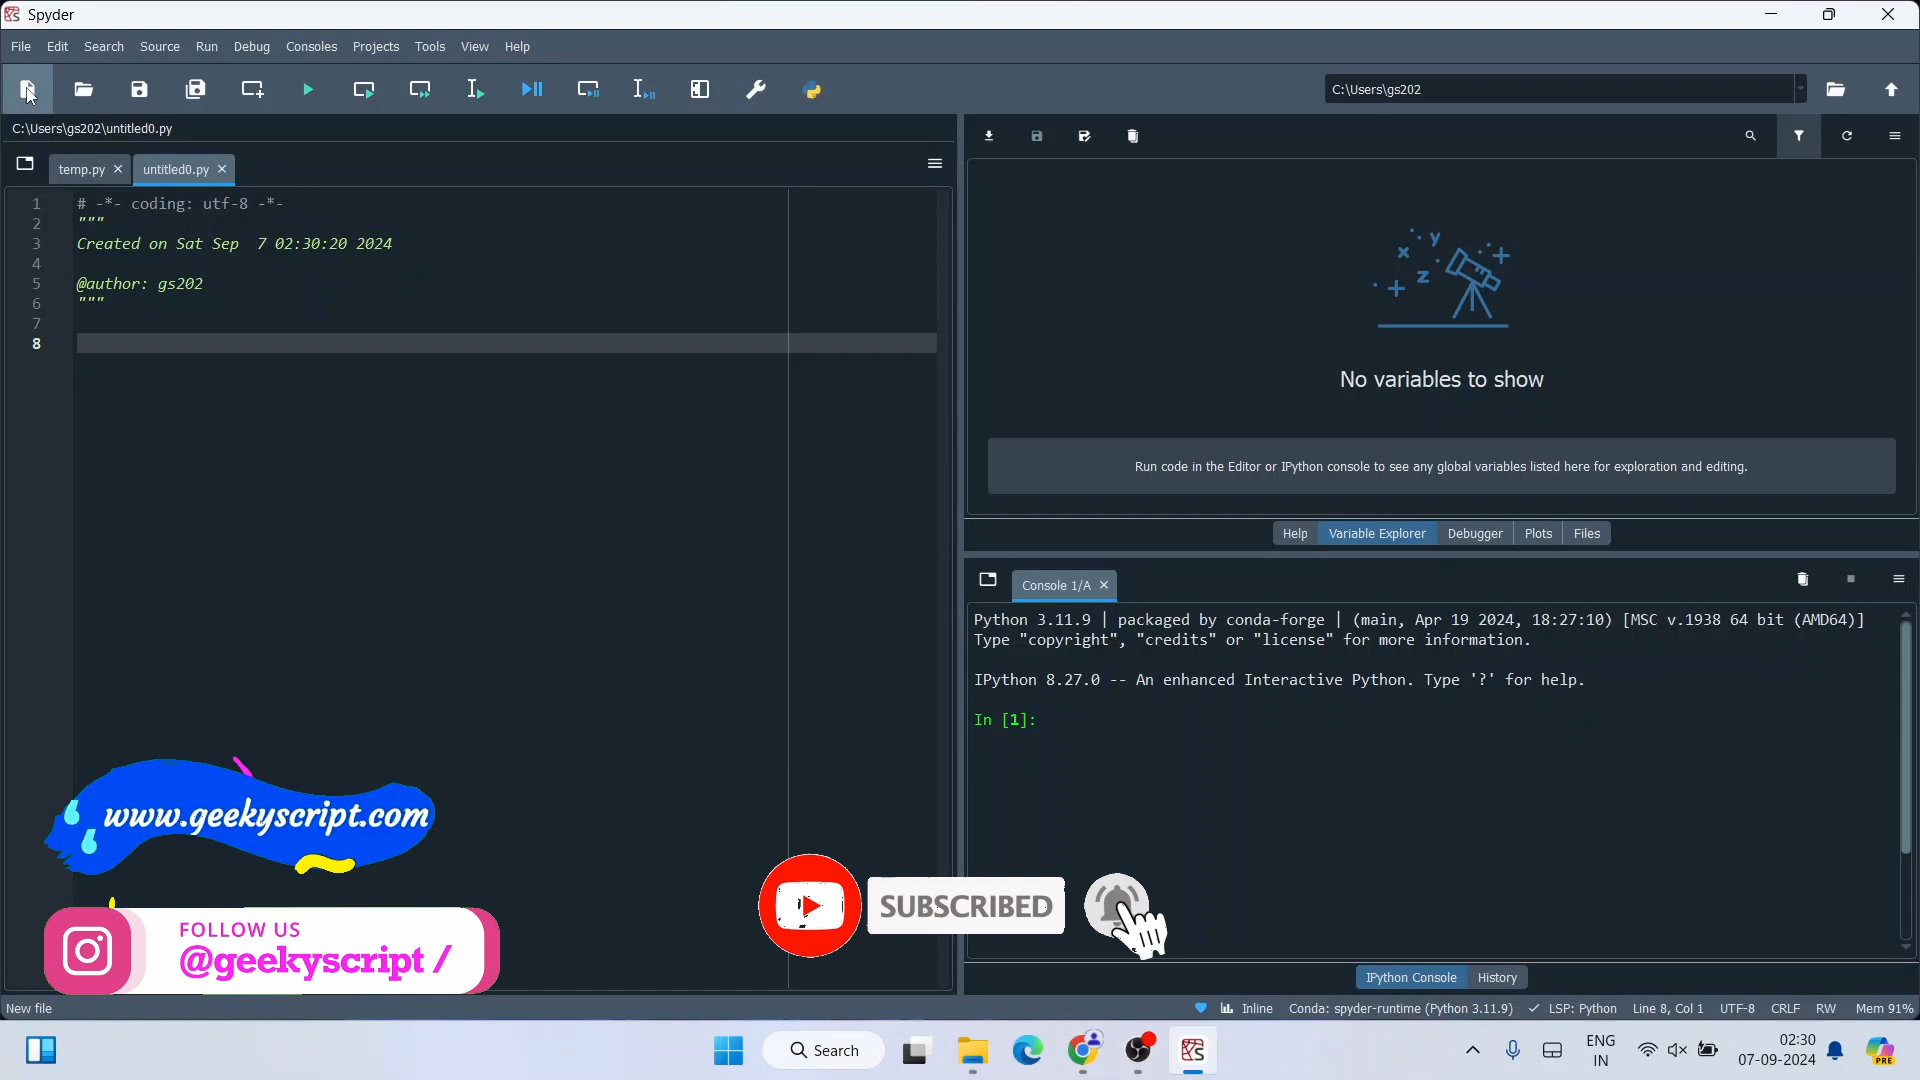 Spyder
File Edit Search Source Run Debug Consoles Projects Tools View Help
C:\Users\gs202
C:\Users\gs202\untitled0.py
temp.py untitled0.py
1 # -*- coding: utf-8 -*-
2 """
3 Created on Sat Sep  7 02:30:20 2024
4
5 @author: gs202
6 """
7
8
x y z
No variables to show
Run code in the Editor or IPython console to see any global variables listed here for exploration and editing.
Help Variable Explorer Debugger Plots Files
Console 1/A
Python 3.11.9 | packaged by conda-forge | (main, Apr 19 2024, 18:27:10) [MSC v.1938 64 bit (AMD64)]
Type "copyright", "credits" or "license" for more information.
IPython 8.27.0 -- An enhanced Interactive Python. Type '?' for help.
In [1]:
www.geekyscript.com
FOLLOW US
@geekyscript /
SUBSCRIBED
IPython Console History
New file
Inline Conda: spyder-runtime (Python 3.11.9) LSP: Python Line 8, Col 1 UTF-8 CRLF RW Mem 91%
Search
ENG
IN
02:30
07-09-2024
PRE